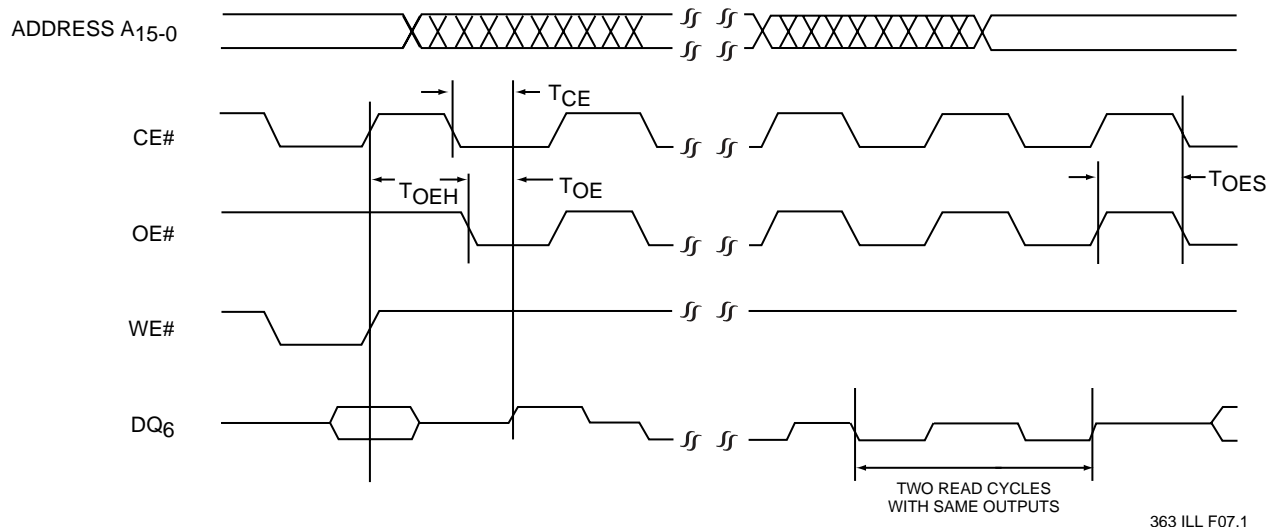 ADDRESS A15-0
TCE
CE#
TOEH
TOE
TOES
OE#
WE#
DQ6
TWO READ CYCLES
WITH SAME OUTPUTS
363 ILL F07.1